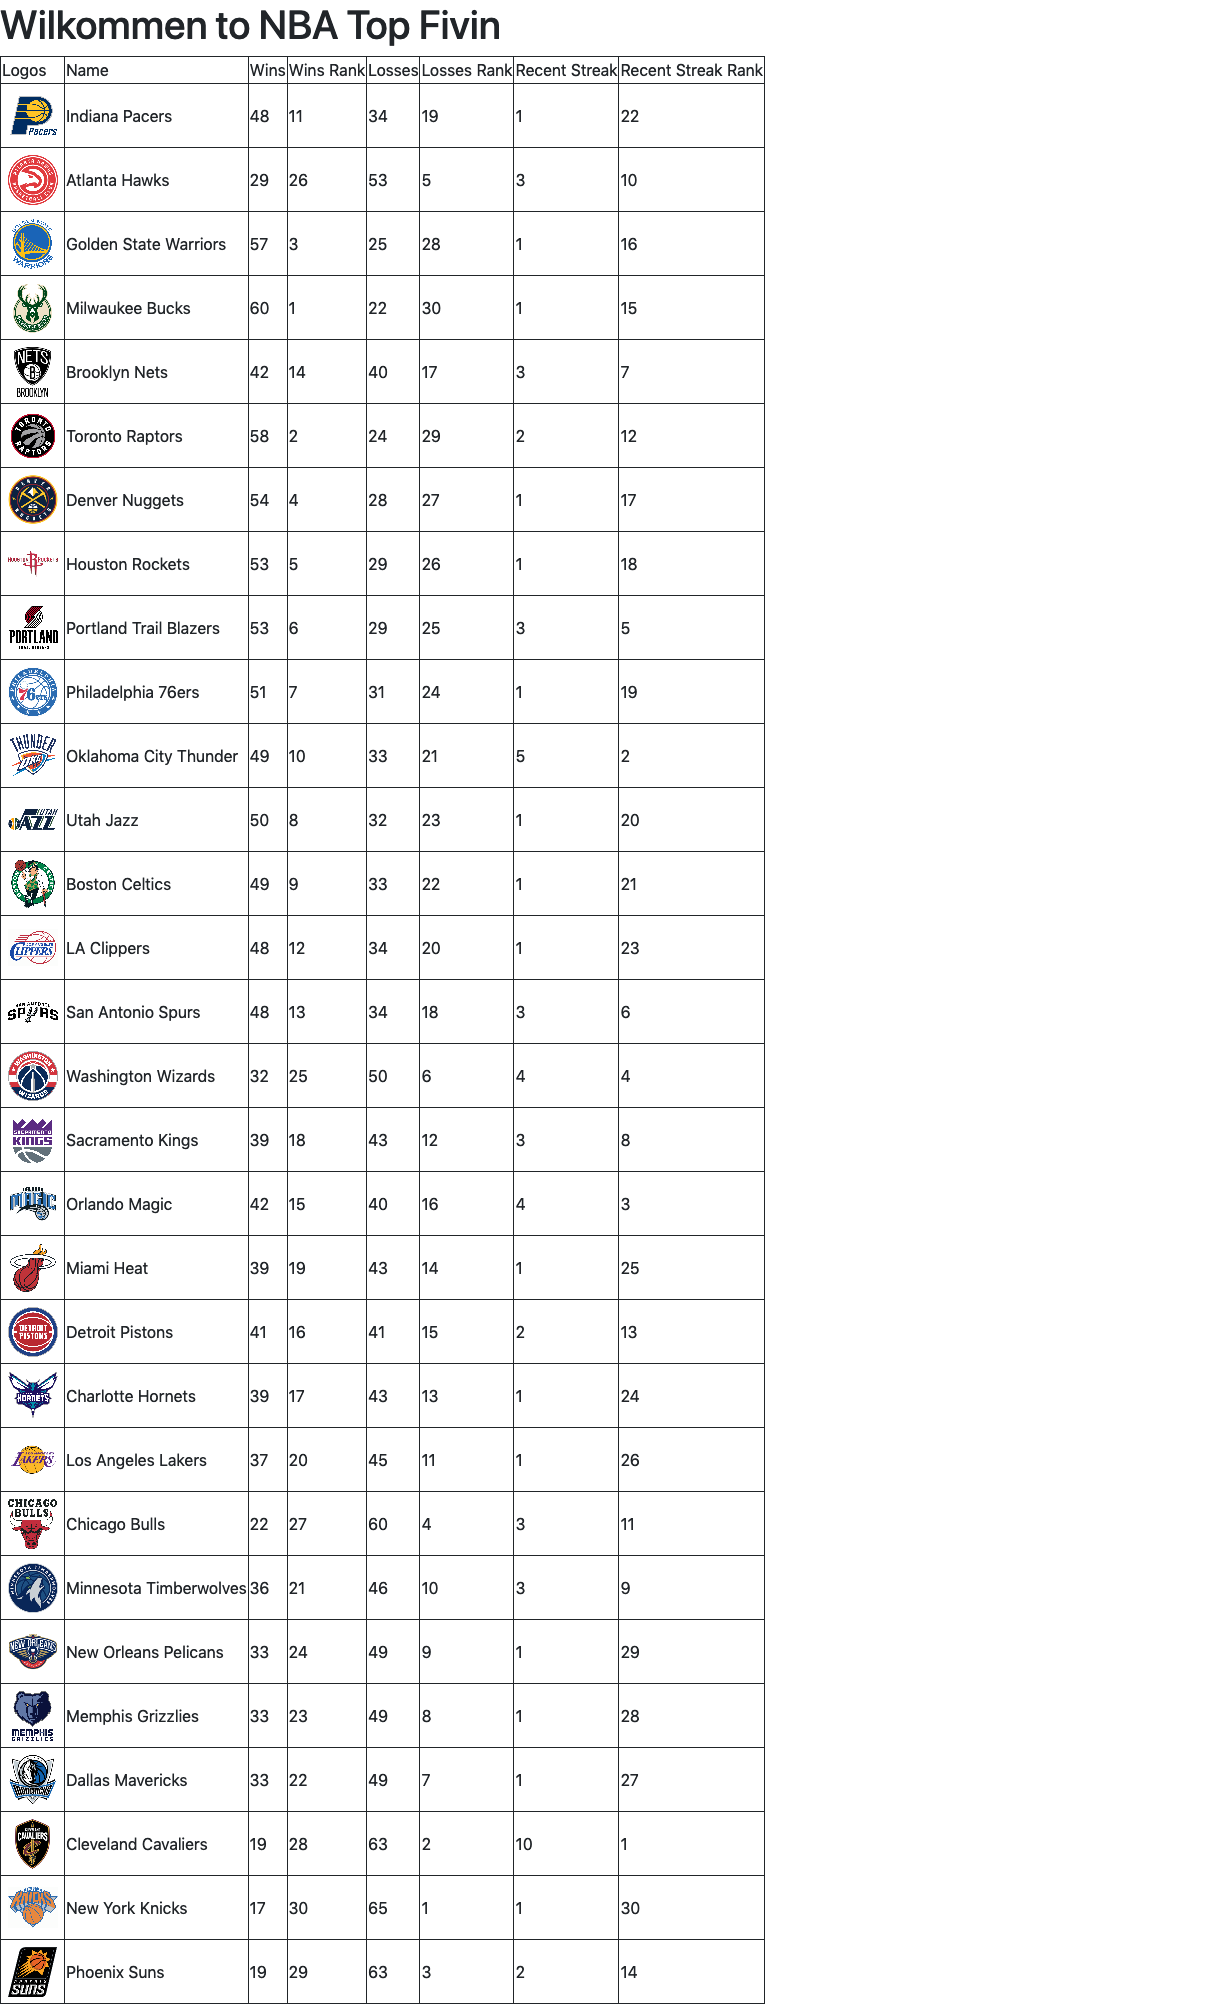 Wilkommen to NBA Top Fivin
Logos Name Wins Wins Rank Losses Losses Rank Recent Streak Recent Streak Rank
Pacers Indiana Pacers 48 11 34 19 1 22
Atlanta Hawks 29 26 53 5 3 10
WARRIORS Golden State Warriors 57 3 25 28 1 16
Milwaukee Bucks 60 1 22 30 1 15
NETS B BROOKLYN Brooklyn Nets 42 14 40 17 3 7
TORONTO RAPTORS Toronto Raptors 58 2 24 29 2 12
Denver Nuggets 54 4 28 27 1 17
HOUSTON ROCKETS Houston Rockets 53 5 29 26 1 18
PORTLAND Portland Trail Blazers 53 6 29 25 3 5
PHILADELPHIA 76ERS Philadelphia 76ers 51 7 31 24 1 19
THUNDER OKC Oklahoma City Thunder 49 10 33 21 5 2
UTAH JAZZ Utah Jazz 50 8 32 23 1 20
Boston Celtics 49 9 33 22 1 21
CLIPPERS LA Clippers 48 12 34 20 1 23
SAN ANTONIO SPURS San Antonio Spurs 48 13 34 18 3 6
WASHINGTON WIZARDS Washington Wizards 32 25 50 6 4 4
SACRAMENTO KINGS Sacramento Kings 39 18 43 12 3 8
MAGIC Orlando Magic 42 15 40 16 4 3
Miami Heat 39 19 43 14 1 25
DETROIT PISTONS Detroit Pistons 41 16 41 15 2 13
HORNETS Charlotte Hornets 39 17 43 13 1 24
LAKERS Los Angeles Lakers 37 20 45 11 1 26
CHICAGO BULLS Chicago Bulls 22 27 60 4 3 11
Minnesota Timberwolves 36 21 46 10 3 9
NEW ORLEANS New Orleans Pelicans 33 24 49 9 1 29
MEMPHIS GRIZZLIES Memphis Grizzlies 33 23 49 8 1 28
Dallas Mavericks 33 22 49 7 1 27
CAVALIERS Cleveland Cavaliers 19 28 63 2 10 1
KNICKS New York Knicks 17 30 65 1 1 30
PHOENIX SUNS Phoenix Suns 19 29 63 3 2 14